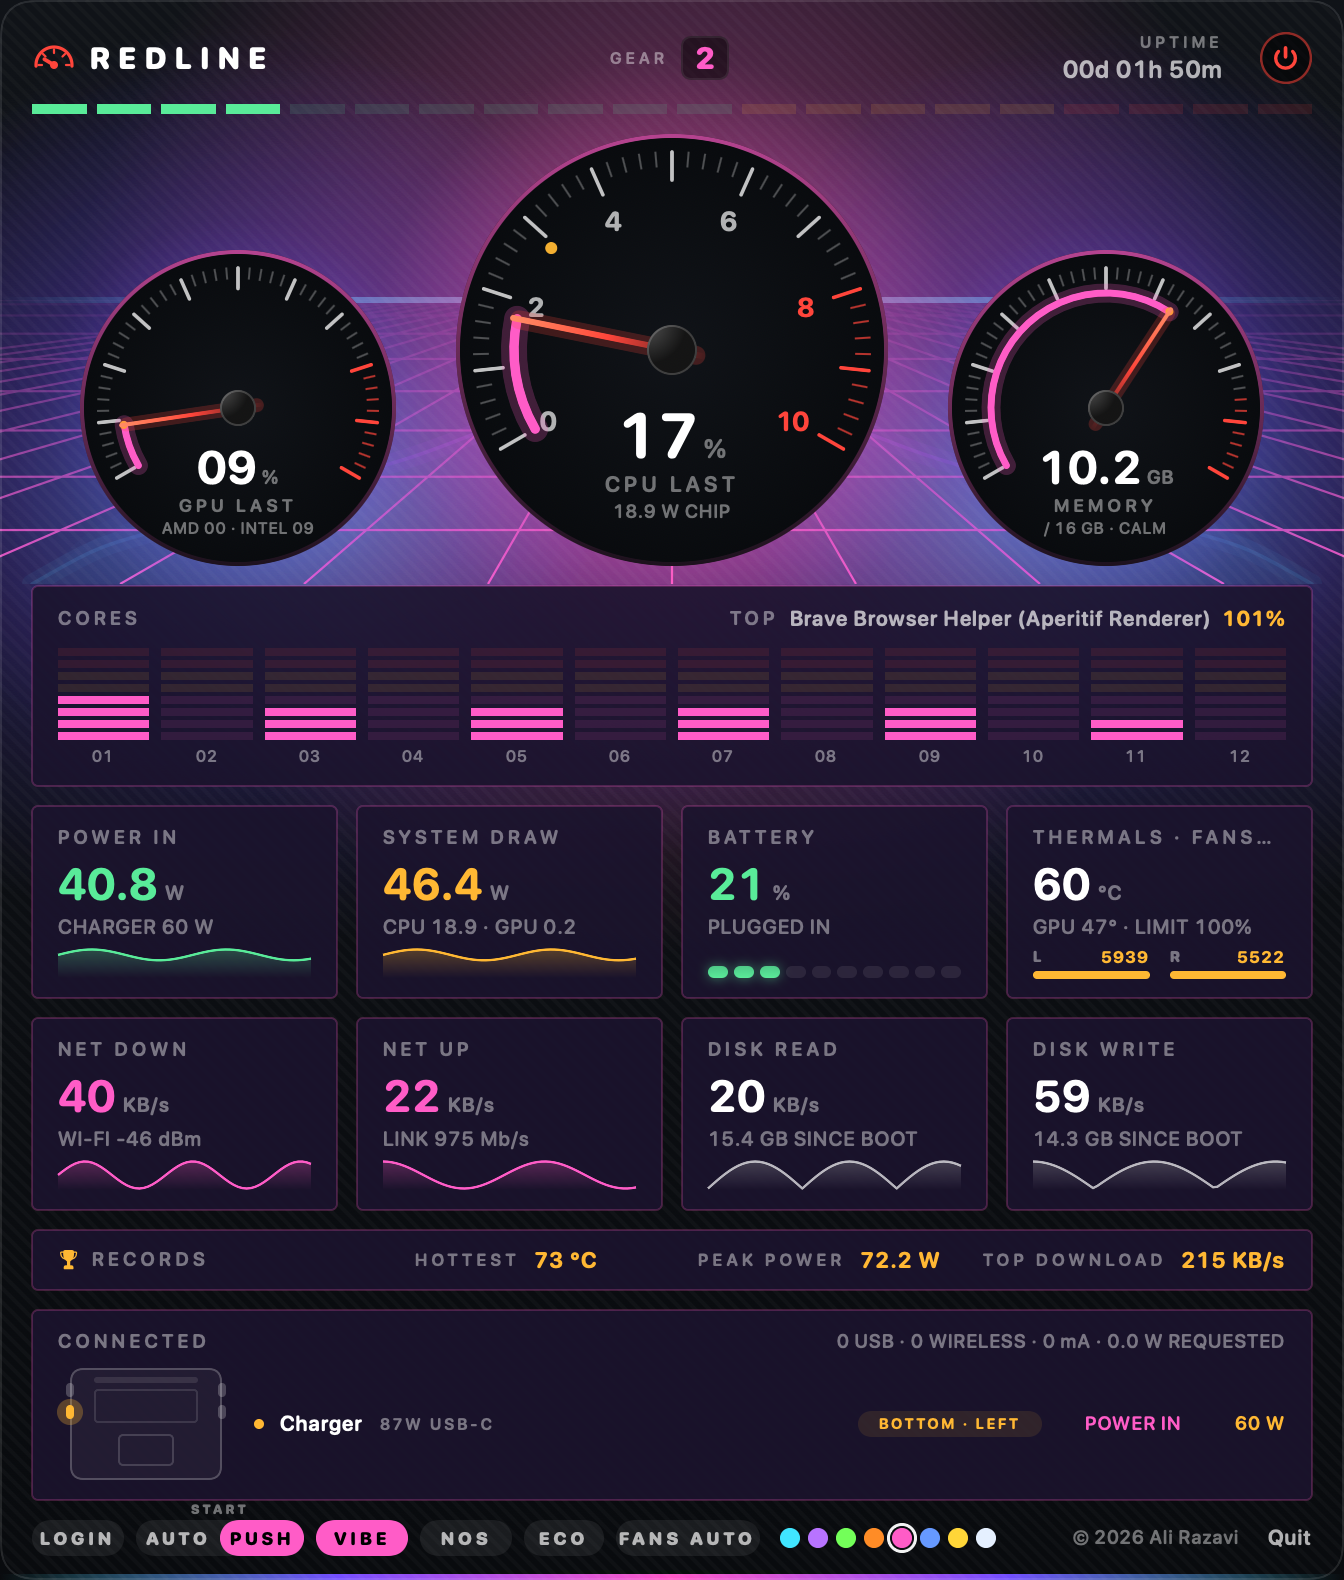 REDLINE
GEAR 2
UPTIME
00d 01h 50m
4 6
2 8
0 10
17 %
CPU LAST
18.9 W CHIP
09 %
GPU LAST
AMD 00 · INTEL 09
10.2 GB
MEMORY
/ 16 GB · CALM
CORES TOP Brave Browser Helper (Aperitif Renderer) 101%
01 02 03 04 05 06 07 08 09 10 11 12
POWER IN
40.8 W
CHARGER 60 W
SYSTEM DRAW
46.4 W
CPU 18.9 · GPU 0.2
BATTERY
21 %
PLUGGED IN
THERMALS · FANS…
60 °C
GPU 47° · LIMIT 100%
L 5939 R 5522
NET DOWN
40 KB/s
WI-FI -46 dBm
NET UP
22 KB/s
LINK 975 Mb/s
DISK READ
20 KB/s
15.4 GB SINCE BOOT
DISK WRITE
59 KB/s
14.3 GB SINCE BOOT
RECORDS HOTTEST 73 °C PEAK POWER 72.2 W TOP DOWNLOAD 215 KB/s
CONNECTED 0 USB · 0 WIRELESS · 0 mA · 0.0 W REQUESTED
Charger 87W USB-C BOTTOM · LEFT POWER IN 60 W
START
LOGIN AUTO PUSH VIBE NOS ECO FANS AUTO © 2026 Ali Razavi Quit